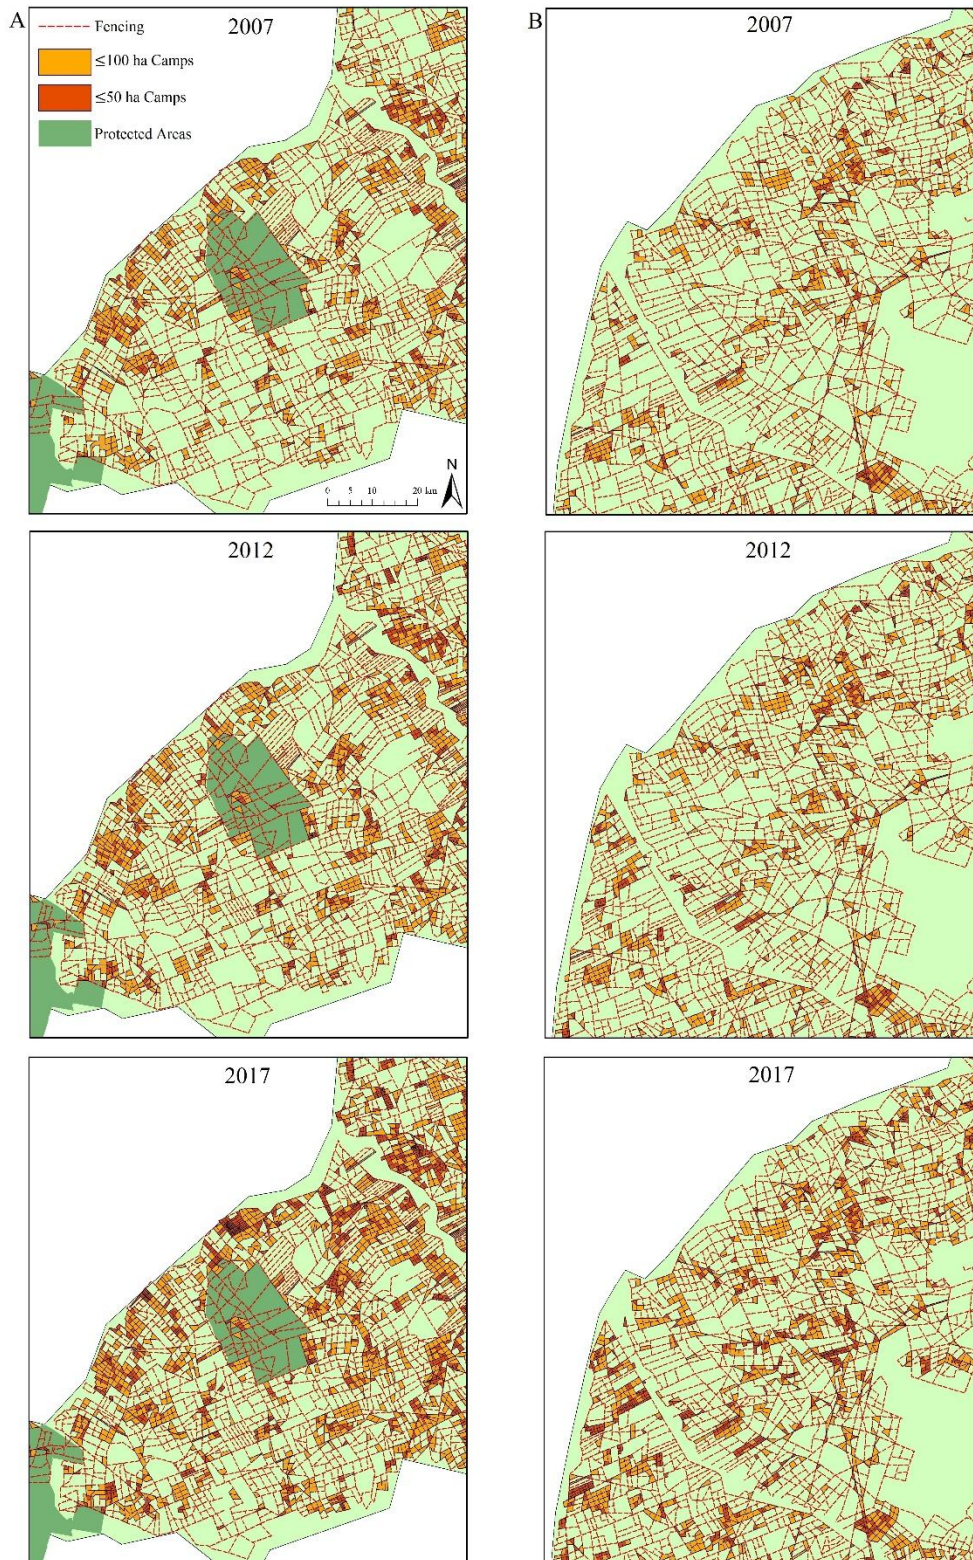 A
Fencing
≤100 ha Camps
≤50 ha Camps
Protected Areas
2007
N
0 5 10 20 km
B
2007
2012
2012
2017
2017